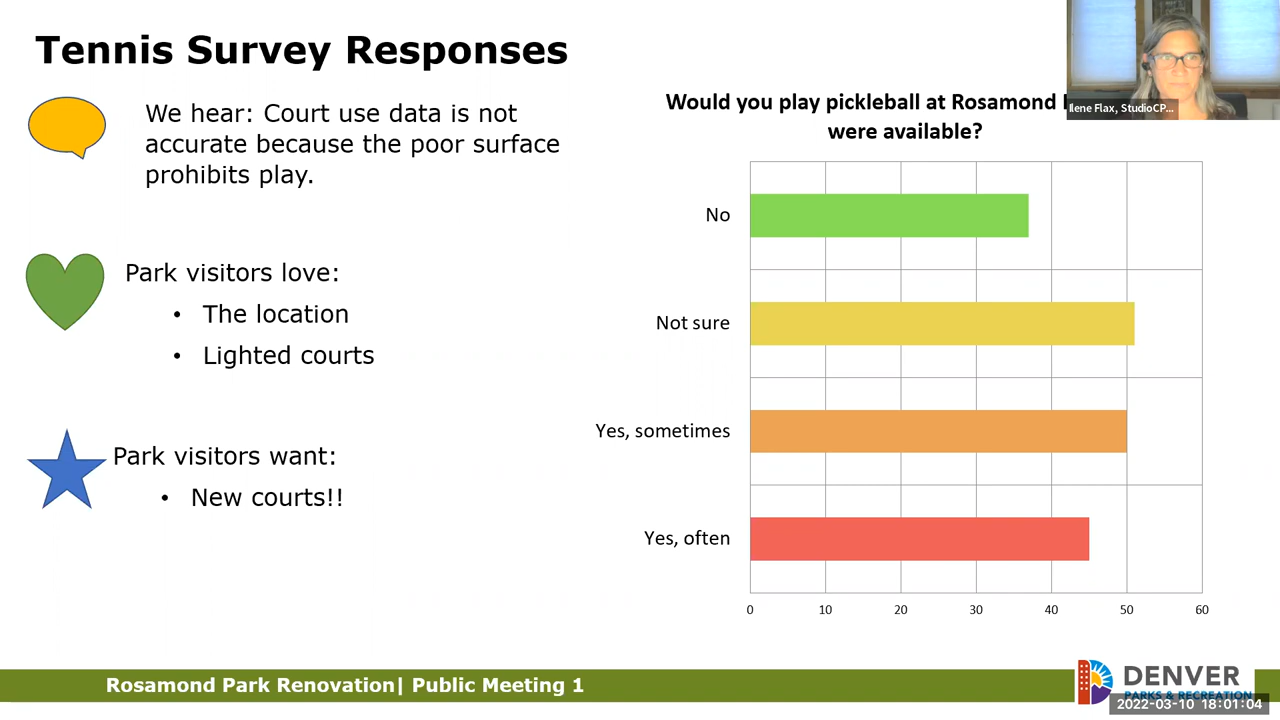 Tennis Survey Responses
We hear: Court use data is not
accurate because the poor surface
prohibits play.
Park visitors love:
• The location
• Lighted courts
Park visitors want:
• New courts!!
Ilene Flax, StudioCP...
Would you play pickleball at Rosamond
were available?
No
Not sure
Yes, sometimes
Yes, often
0 10 20 30 40 50 60
Rosamond Park Renovation| Public Meeting 1
DENVER
PARKS & RECREATION
2022-03-10 18:01:04